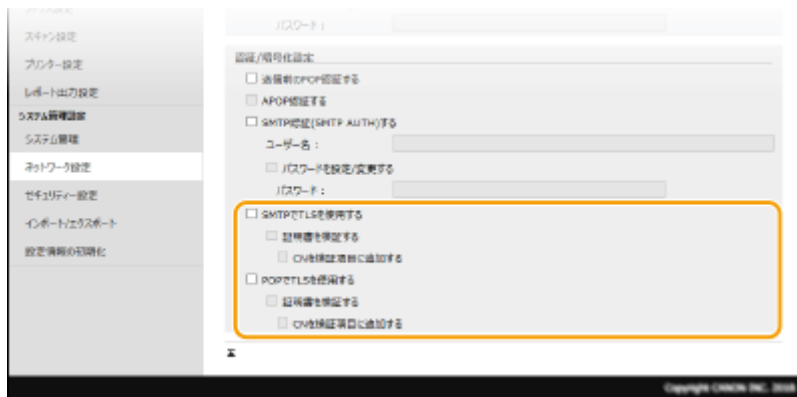 スキャン設定
プリンター設定
レポート出力設定
システム管理設定
システム管理
ネットワーク設定
セキュリティー設定
インポート/エクスポート
設定情報の初期化
パスワード：
認証/暗号化設定
送信前のPOP認証する
APOP認証する
SMTP認証(SMTP AUTH)する
ユーザー名：
パスワードを設定/変更する
パスワード：
SMTPでTLSを使用する
証明書を検証する
CNを検証項目に追加する
POPでTLSを使用する
証明書を検証する
CNを検証項目に追加する
Copyright CANON INC. 2018